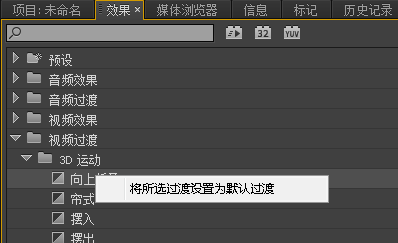 项目: 未命名 效果 × 媒体浏览器 信息 标记 历史记录
32 YUV
预设
音频效果
音频过渡
视频效果
视频过渡
3D 运动
向上
将所选过渡设置为默认过渡
帘式
摆入
摆出